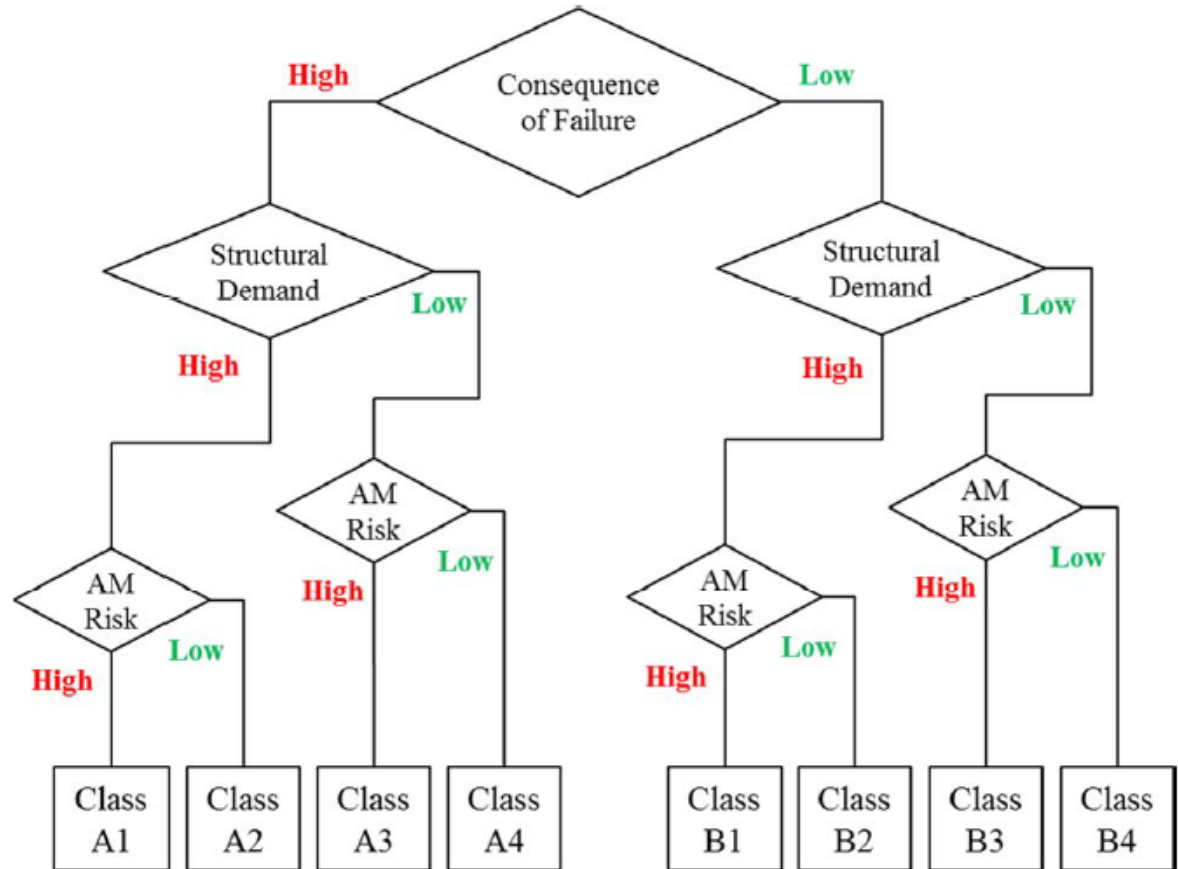 High
Consequence
of Failure
Low
Structural
Demand
Low
High
Structural
Demand
Low
High
AM
Risk
Low
High
AM
Risk
Low
High
AM
Risk
Low
High
AM
Risk
Low
High
Class
A1
Class
A2
Class
A3
Class
A4
Class
B1
Class
B2
Class
B3
Class
B4